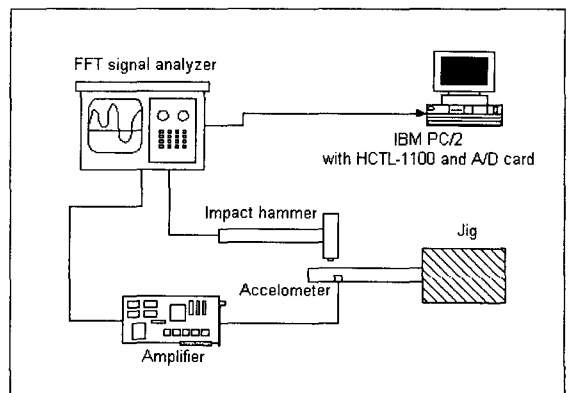 FFT signal analyzer
IBM PC/2
with HCTL-1100 and A/D card
Impact hammer
Jig
Accelometer
Amplifier